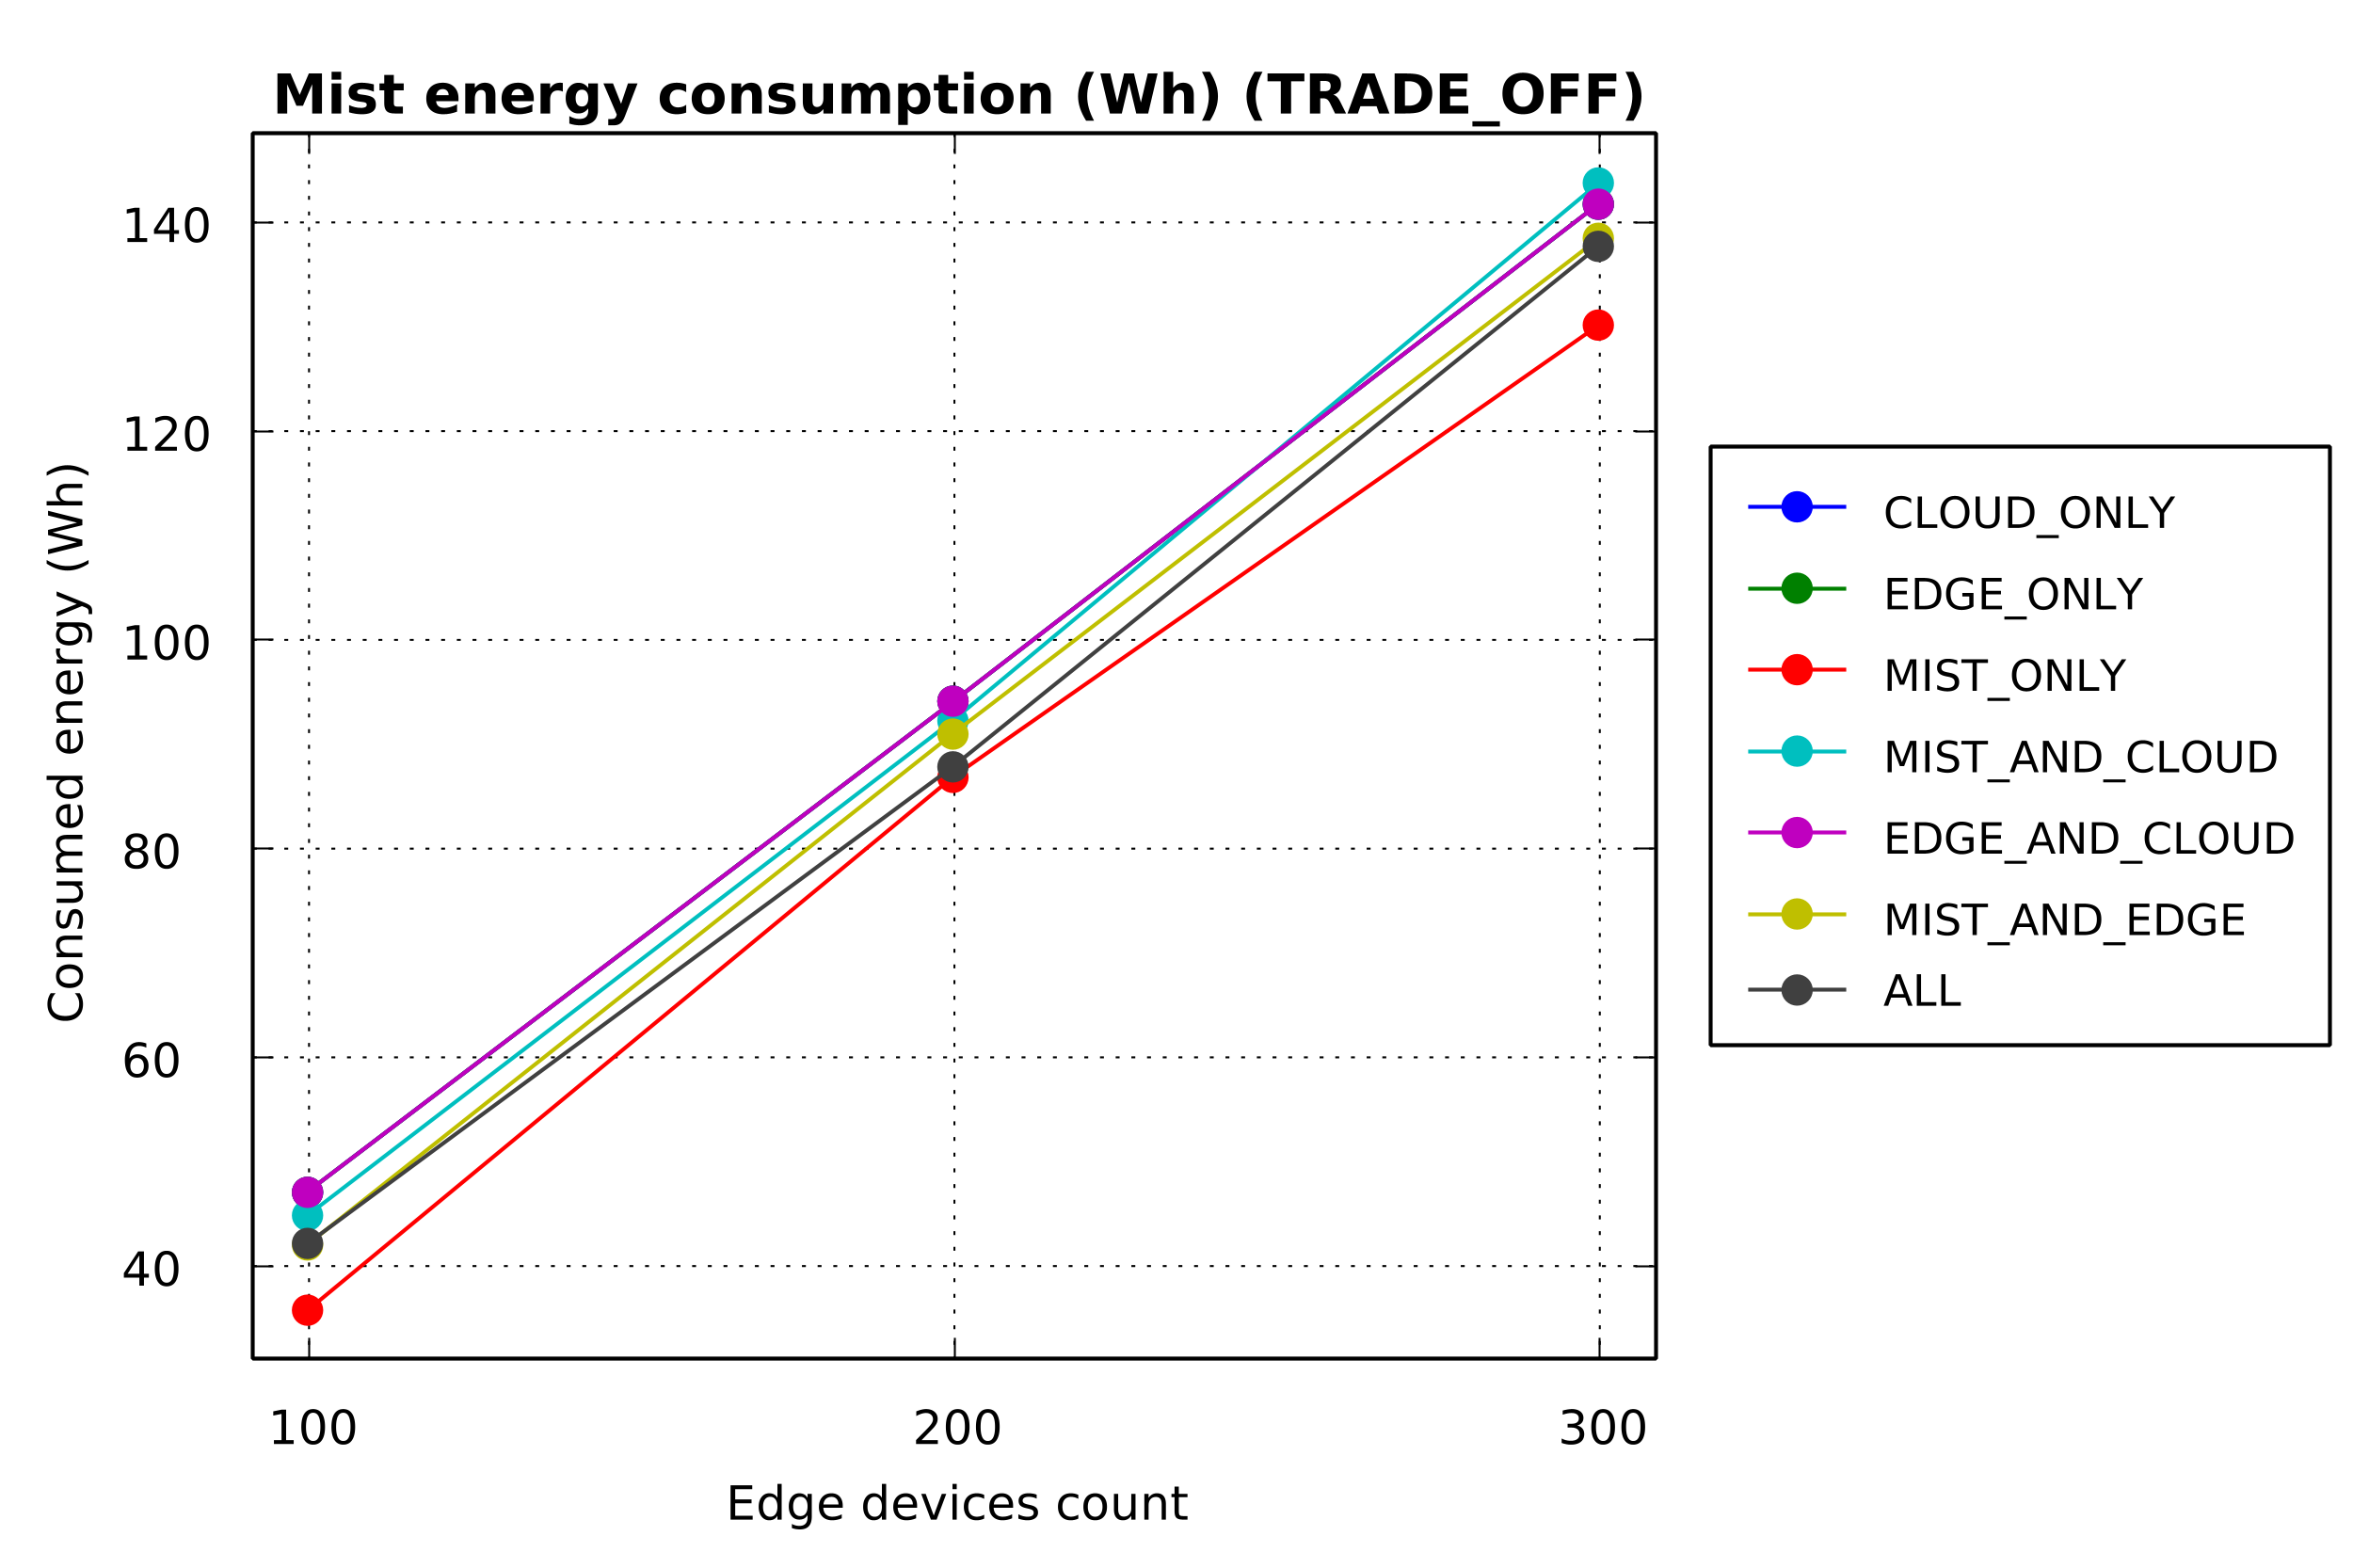 Mist energy consumption (Wh) (TRADE_OFF)
Consumed energy (Wh)
140
120
100
80
60
40
100 200 300
Edge devices count
CLOUD_ONLY
EDGE_ONLY
MIST_ONLY
MIST_AND_CLOUD
EDGE_AND_CLOUD
MIST_AND_EDGE
ALL